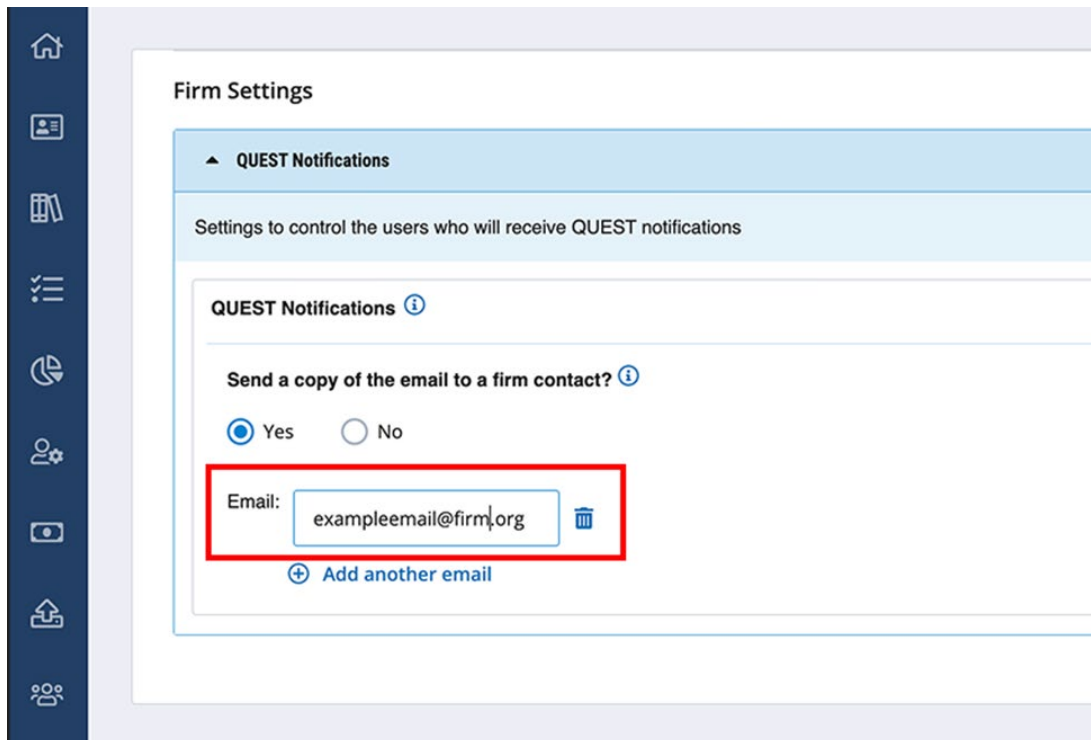 Firm Settings
QUEST Notifications
Settings to control the users who will receive QUEST notifications
QUEST Notifications
Send a copy of the email to a firm contact?
Yes No
Email: exampleemail@firm.org
Add another email